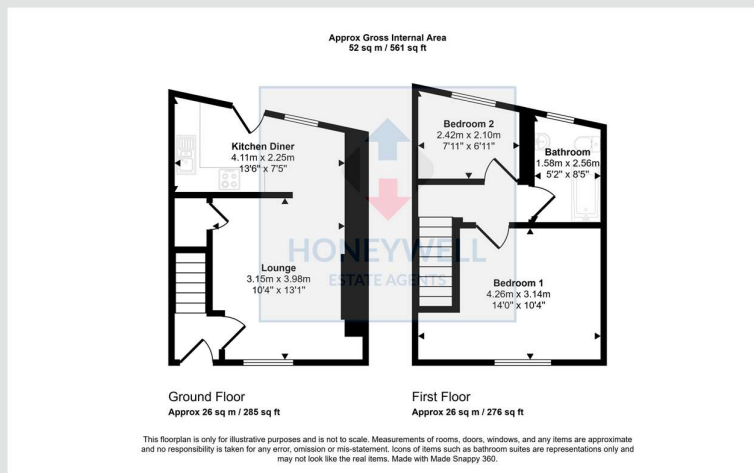 Approx Gross Internal Area
52 sq m / 561 sq ft
Kitchen Diner
4.11m x 2.25m
13'6" x 7'5"
Lounge
3.15m x 3.98m
10'4" x 13'1"
Bedroom 2
2.42m x 2.10m
7'11" x 6'11"
Bathroom
1.58m x 2.56m
5'2" x 8'5"
Bedroom 1
4.26m x 3.14m
14'0" x 10'4"
HONEYWELL
ESTATE AGENTS
Ground Floor
Approx 26 sq m / 285 sq ft
First Floor
Approx 26 sq m / 276 sq ft
This floorplan is only for illustrative purposes and is not to scale. Measurements of rooms, doors, windows, and any items are approximate
and no responsibility is taken for any error, omission or mis-statement. Icons of items such as bathroom suites are representations only and
may not look like the real items. Made with Made Snappy 360.